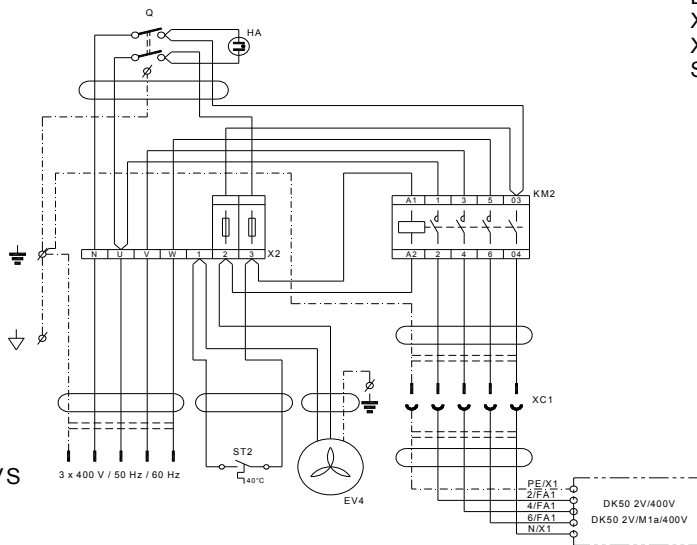 Q
HA
X
X
S
KM2
A1 1 3 5 03
A2 2 4 6 04
N U V W 1 2 3 X2
XC1
ST2
40°C
EV4
3 x 400 V / 50 Hz / 60 Hz
/S
PE/X1
2/FA1
4/FA1
6/FA1
N/X1
DK50 2V/400V
DK50 2V/M1a/400V